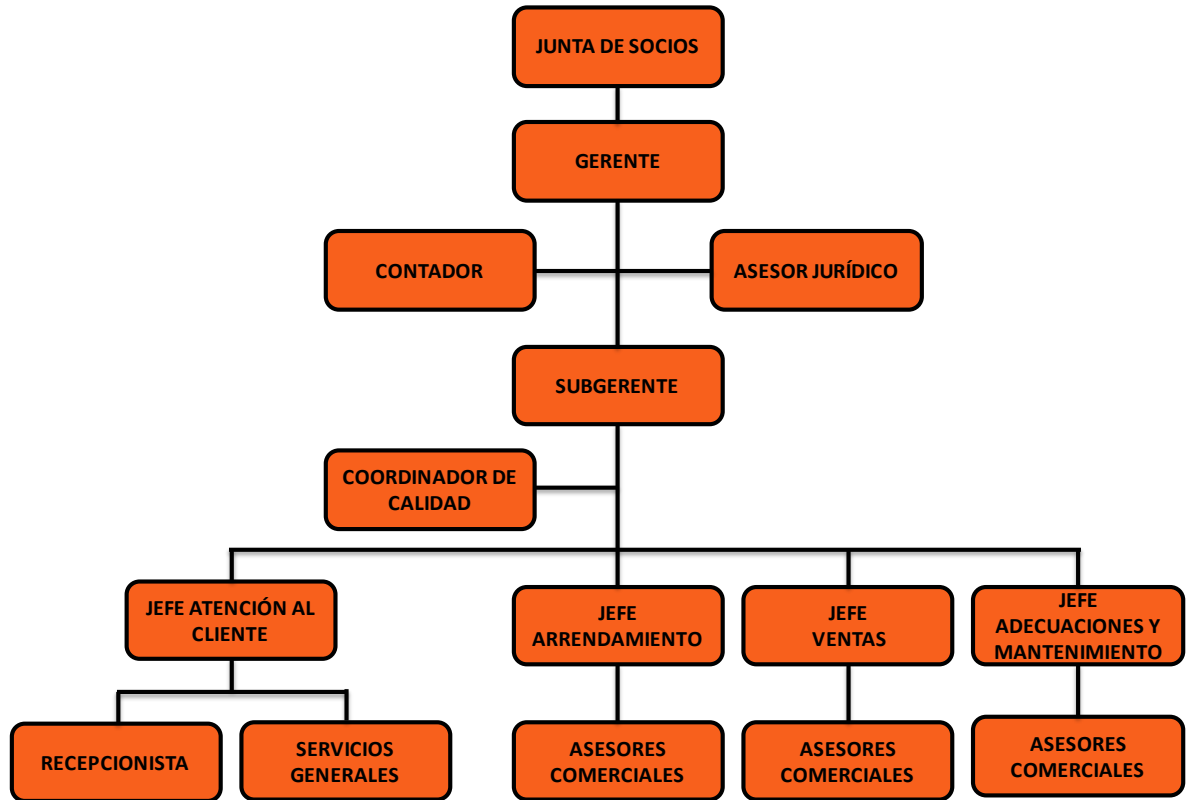 JUNTA DE SOCIOS
GERENTE
CONTADOR
ASESOR JURÍDICO
SUBGERENTE
COORDINADOR DE
CALIDAD
JEFE ATENCIÓN AL
CLIENTE
JEFE
ARRENDAMIENTO
JEFE
VENTAS
JEFE
ADECUACIONES Y
MANTENIMIENTO
RECEPCIONISTA
SERVICIOS
GENERALES
ASESORES
COMERCIALES
ASESORES
COMERCIALES
ASESORES
COMERCIALES